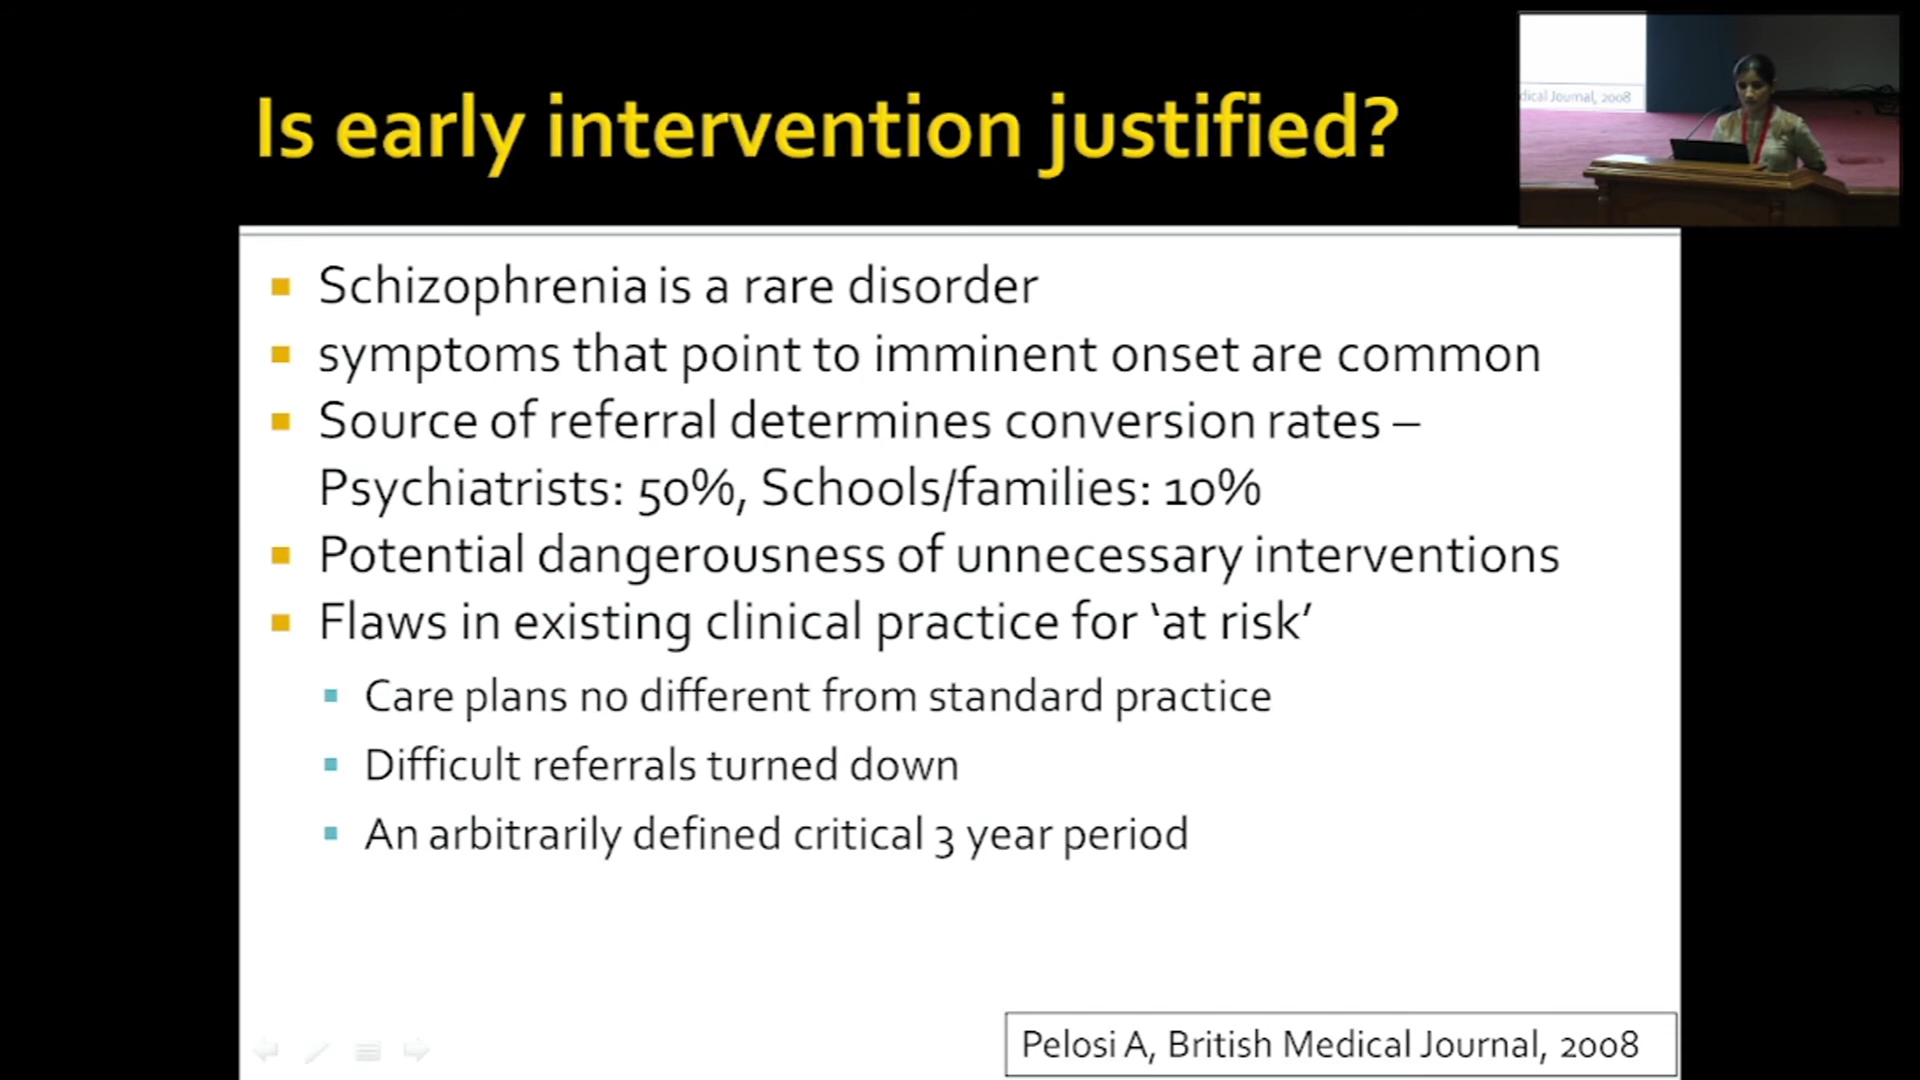 Is early intervention justified?
dical Journal, 2008
Schizophrenia is a rare disorder
symptoms that point to imminent onset are common
Source of referral determines conversion rates –
Psychiatrists: 50%, Schools/families: 10%
Potential dangerousness of unnecessary interventions
Flaws in existing clinical practice for ‘at risk’
Care plans no different from standard practice
Difficult referrals turned down
An arbitrarily defined critical 3 year period
Pelosi A, British Medical Journal, 2008